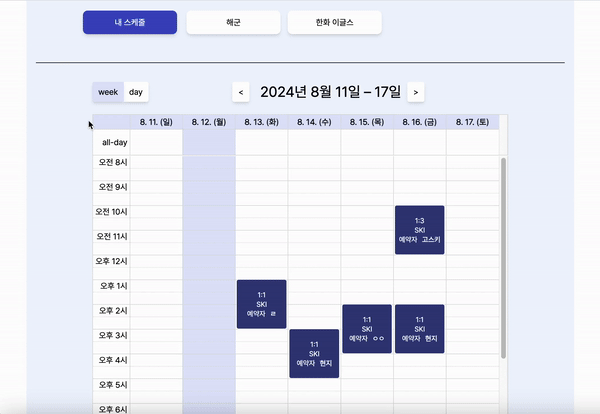 내 스케줄
해군
한화 이글스
week
day
<
2024년 8월 11일 – 17일
>
8. 11. (일)
8. 12. (월)
8. 13. (화)
8. 14. (수)
8. 15. (목)
8. 16. (금)
8. 17. (토)
all-day
오전 8시
오전 9시
오전 10시
오전 11시
오후 12시
오후 1시
오후 2시
오후 3시
오후 4시
오후 5시
오후 6시
1:3
SKI
예약자 고스키
1:1
SKI
예약자 ㄹ
1:1
SKI
예약자 ㅇㅇ
1:1
SKI
예약자 현지
1:1
SKI
예약자 현지